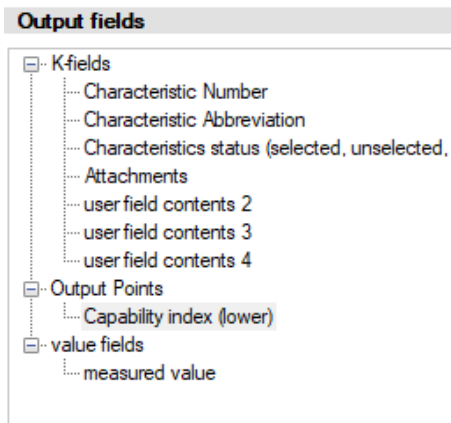 Output fields
K-fields
Characteristic Number
Characteristic Abbreviation
Characteristics status (selected, unselected,
Attachments
user field contents 2
user field contents 3
user field contents 4
Output Points
Capability index (lower)
value fields
measured value